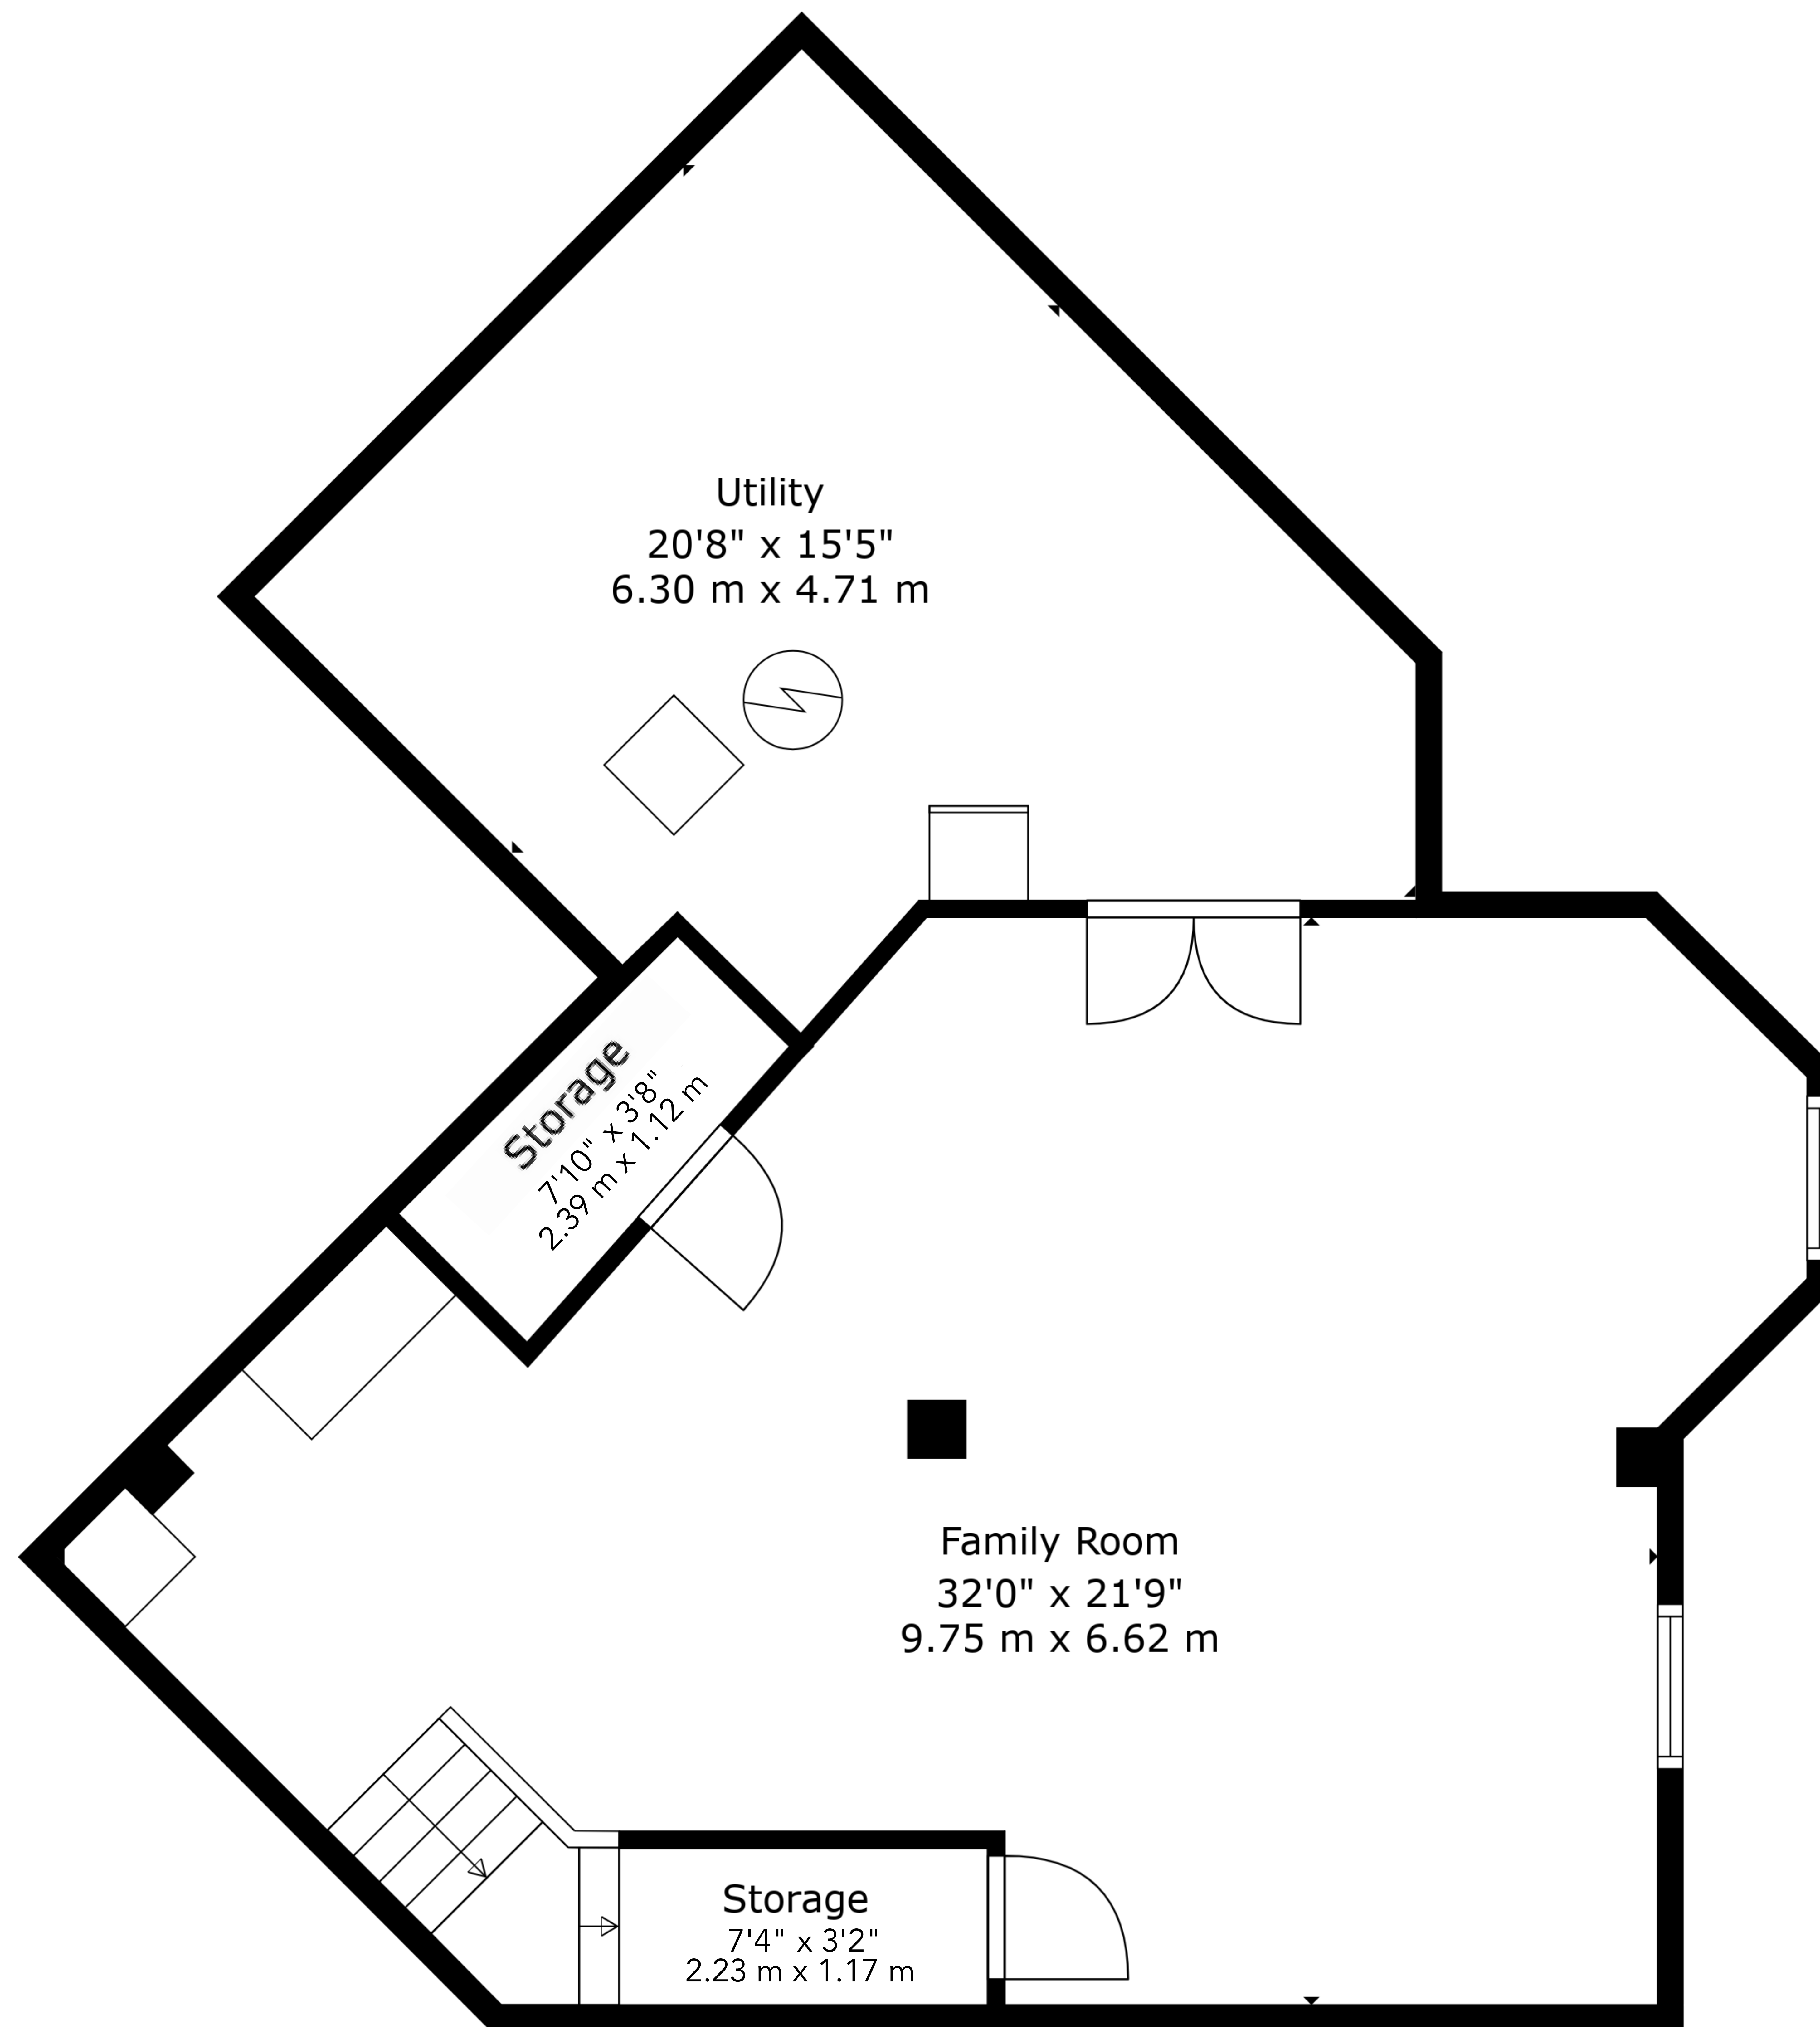 Utility
20'8" x 15'5"
6.30 m x 4.71 m
Storage
7'10" x 3'8"
2.39 m x 1.12 m
Family Room
32'0" x 21'9"
9.75 m x 6.62 m
Storage
7'4" x 3'2"
2.23 m x 1.17 m